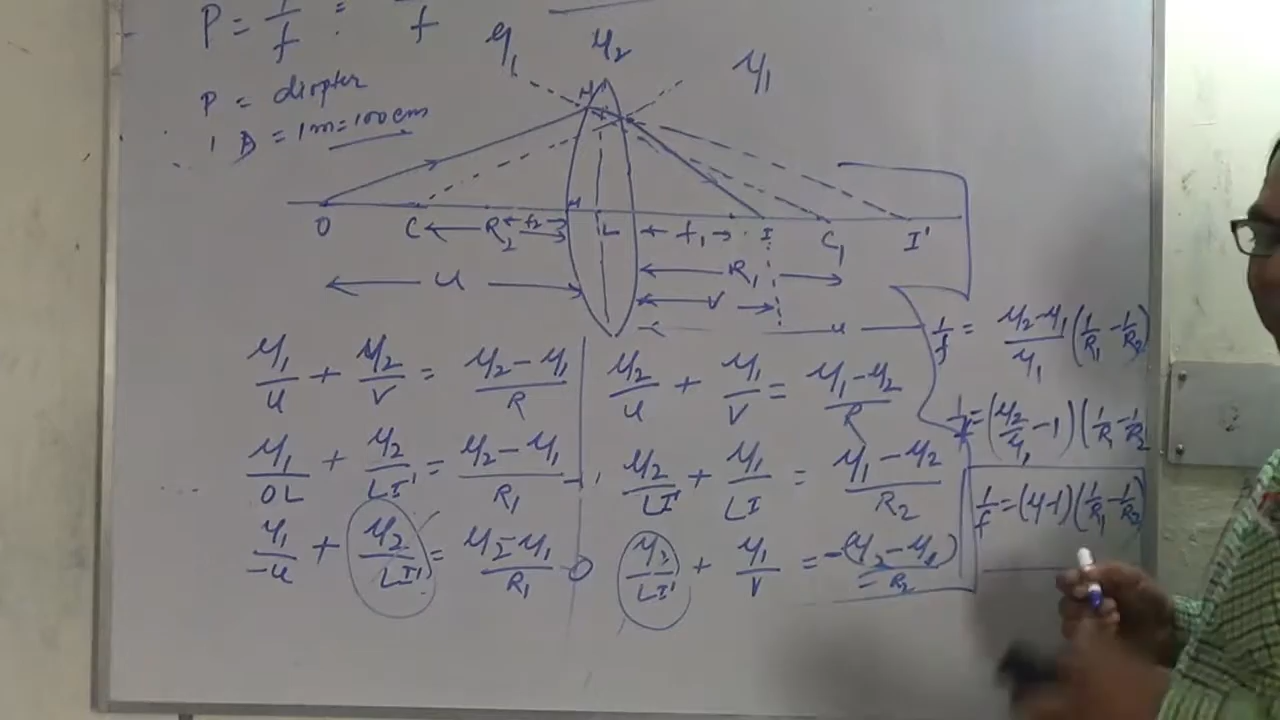 P = 1/f = /f
P = diopter
1 D = 1m = 100cm
μ1 μ2 μ1
M
O C R2 f2 L f1 I C1 I'
u R1
v
u
μ1/u + μ2/v = μ2 - μ1/R
μ1/OL + μ2/LI' = μ2 - μ1/R1
μ1/-u + μ2/LI' = μ2 - μ1/R1
μ2/u + μ1/v = μ1 - μ2/R
μ2/LI' + μ1/LI = μ1 - μ2/R2
μ2/LI' + μ1/v = -(μ2 - μ1)/= R2
1/f = μ2 - μ1/μ1 (1/R1 - 1/R2)
1/f = (μ2/μ1 - 1) (1/R1 - 1/R2
1/f = (μ - 1) (1/R1 - 1/R2)